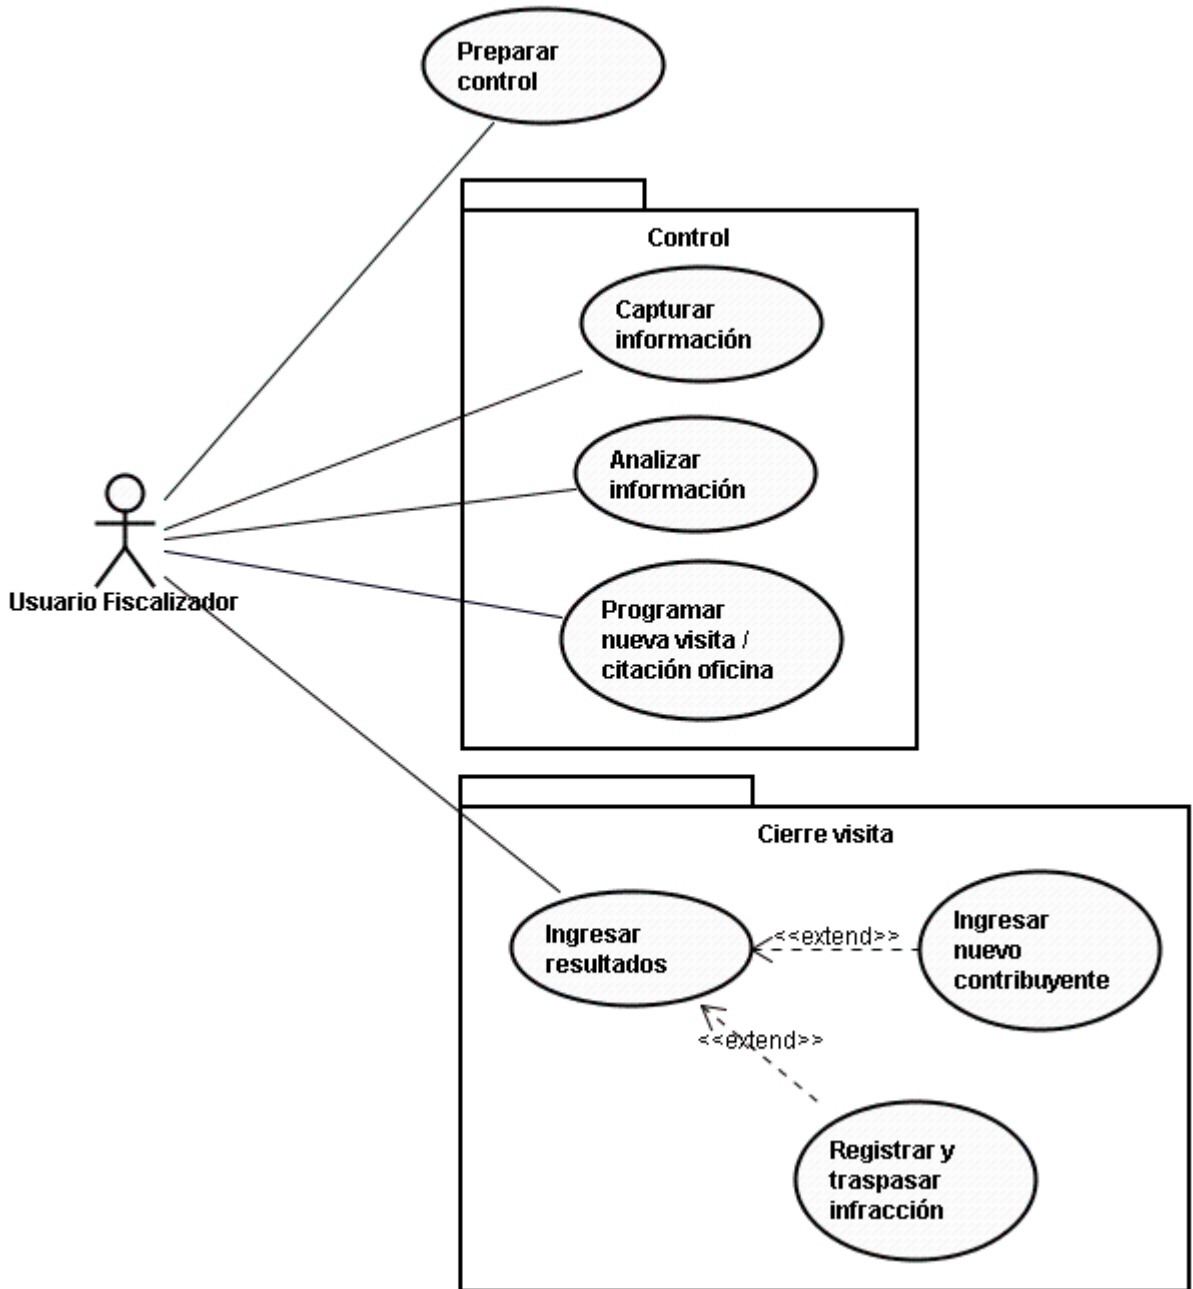 Preparar
control
Control
Capturar
información
Analizar
información
Usuario Fiscalizador
Programar
nueva visita /
citación oficina
Cierre visita
Ingresar
resultados
<<extend>>
Ingresar
nuevo
contribuyente
<<extend>>
Registrar y
traspasar
infracción